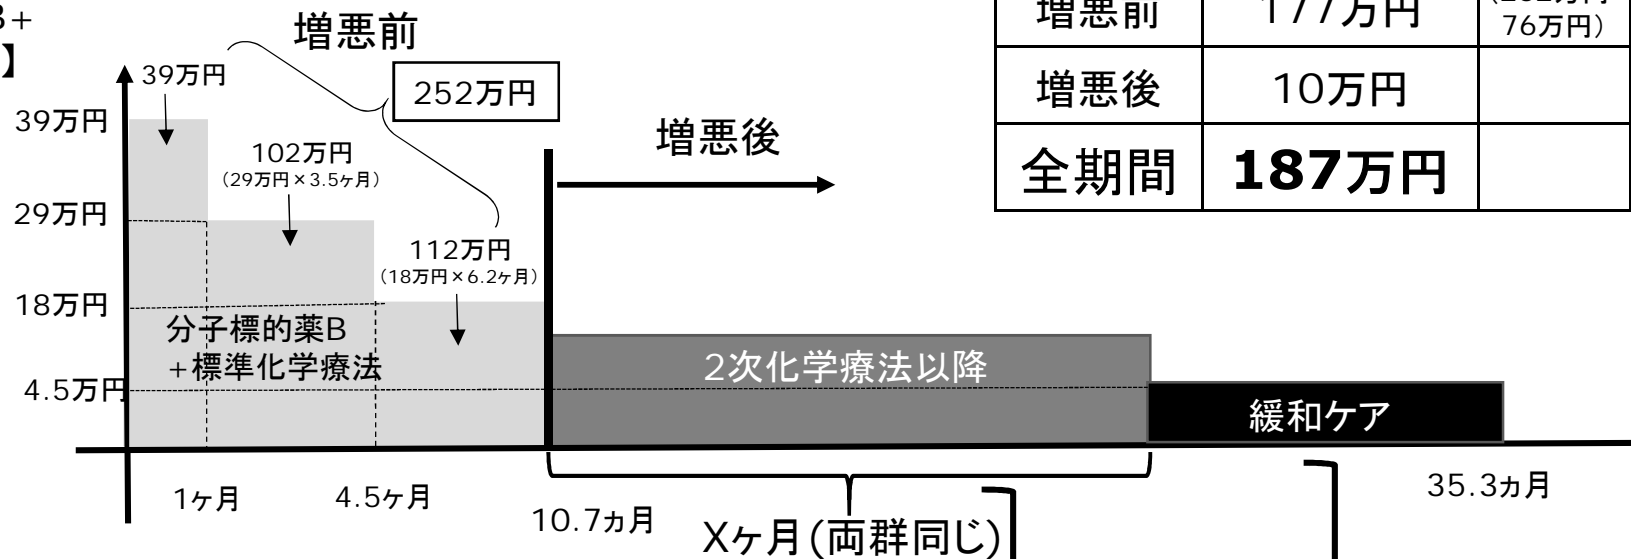 】
増悪前
39万円
252万円
39万円
102万円
（29万円×3.5ヶ月）
増悪後
29万円
112万円
（18万円×6.2ヶ月）
18万円
分子標的薬B
+標準化学療法
2次化学療法以降
4.5万円
緩和ケア
1ヶ月
4.5ヶ月
10.7ヵ月
35.3ヵ月
Xヶ月(両群同じ)
増悪前 177万円
76万円）
増悪後 10万円
全期間 187万円